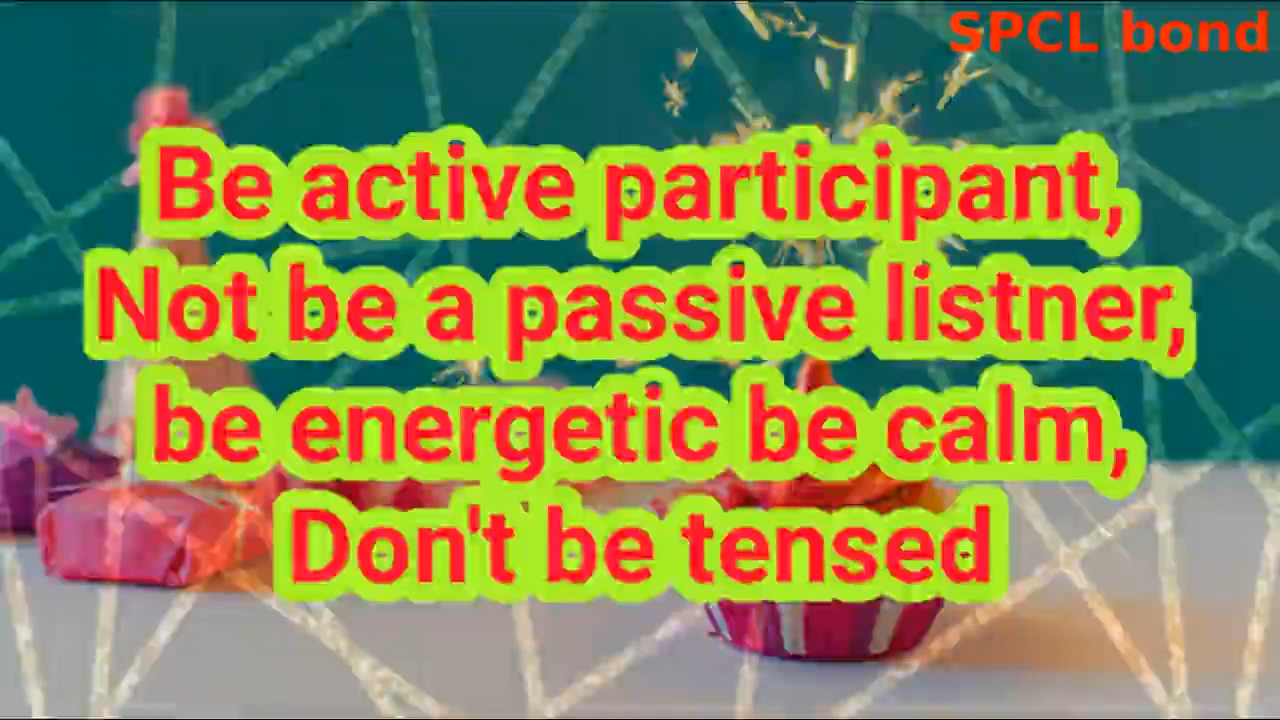 SPCL bond
Be active participant,
Not be a passive listner,
be energetic be calm,
Don't be tensed